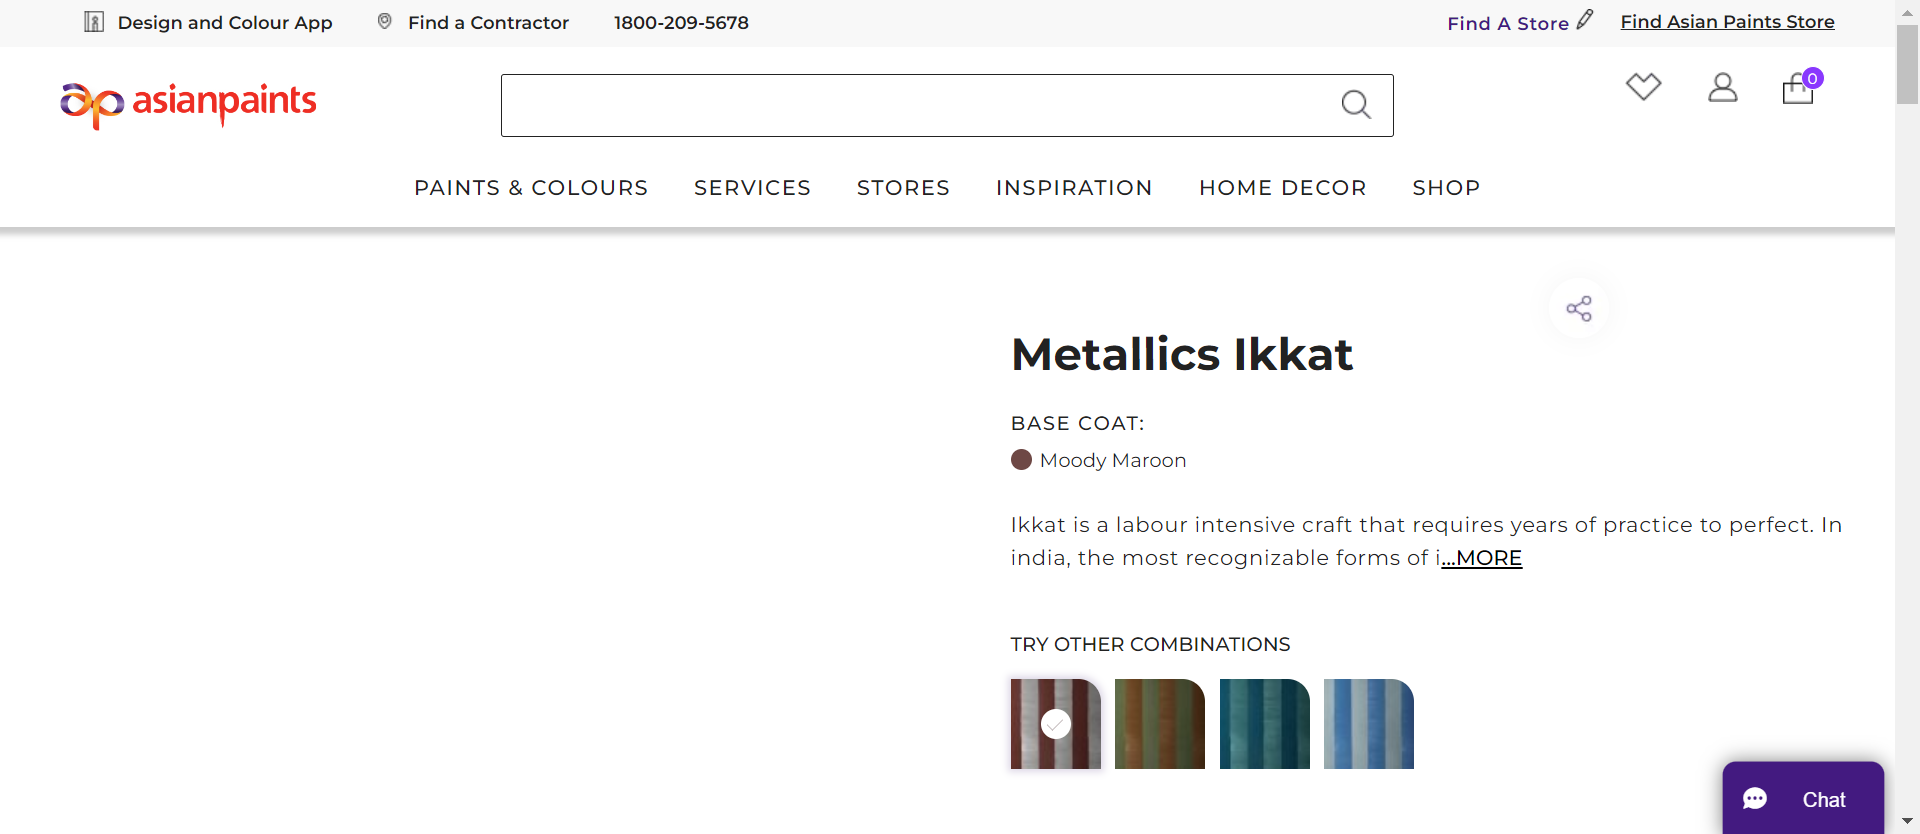 Design and Colour App
Find a Contractor
1800-209-5678
Find A Store
Find Asian Paints Store
asianpaints
0
PAINTS & COLOURS
SERVICES
STORES
INSPIRATION
HOME DECOR
SHOP
Metallics Ikkat
BASE COAT:
Moody Maroon
Ikkat is a labour intensive craft that requires years of practice to perfect. In
india, the most recognizable forms of i...MORE
TRY OTHER COMBINATIONS
Chat